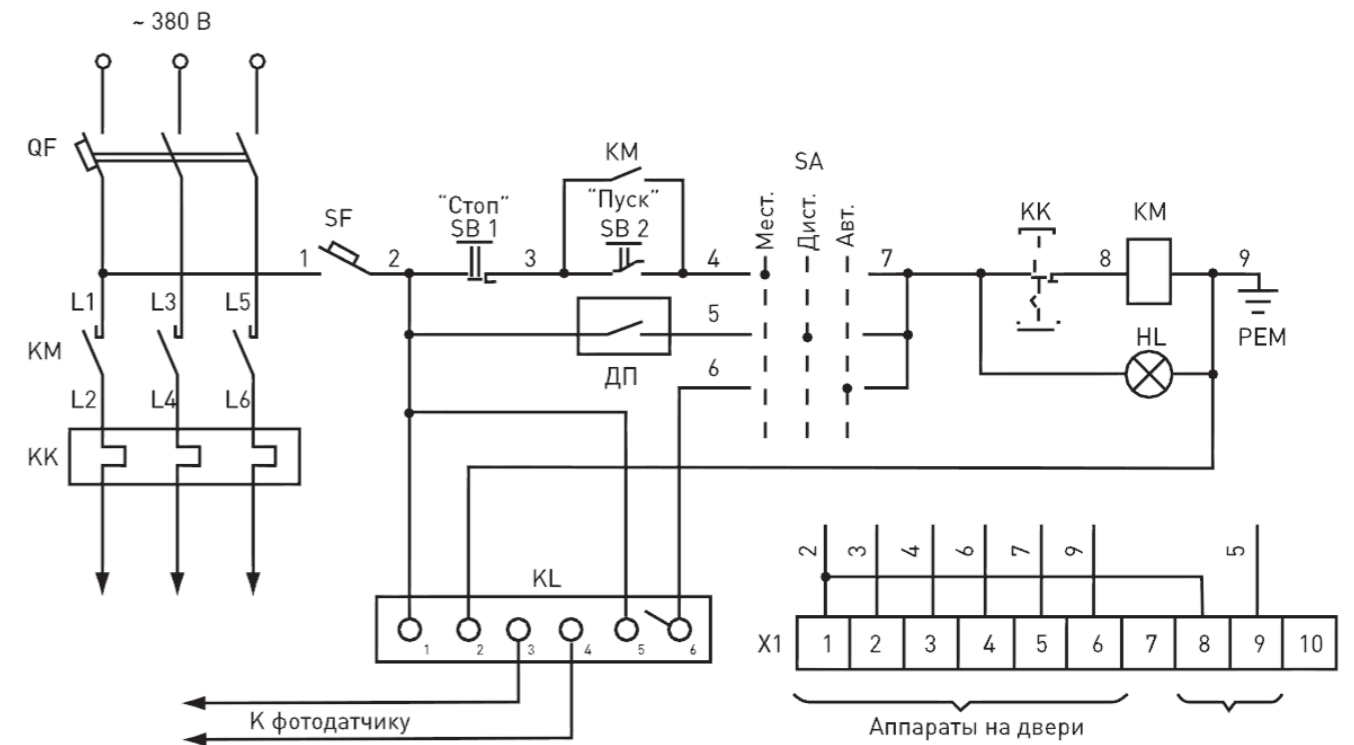 ~ 380 В
QF
SF
1
2
“Стоп”
SB 1
3
KM
“Пуск”
SB 2
4
SA
Мест.
Дист.
Авт.
7
KK
8
KM
9
PEM
HL
5
ДП
6
L1
L3
L5
KM
L2
L4
L6
KK
KL
1
2
3
4
5
6
К фотодатчику
2
3
4
6
7
9
5
X1
1
2
3
4
5
6
7
8
9
10
Аппараты на двери